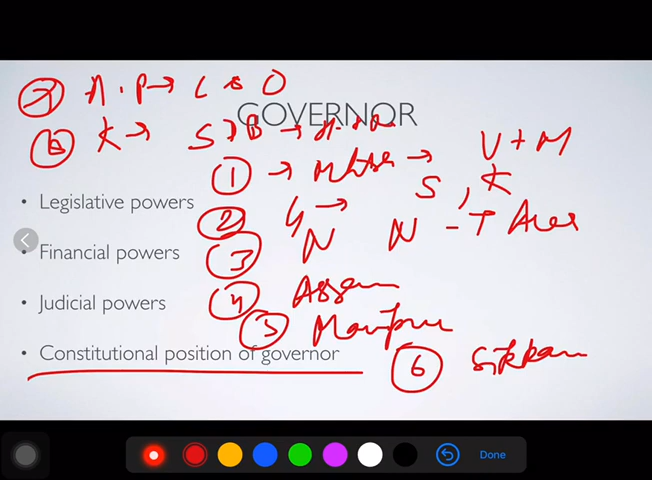 7 A.P → L & O
GOVERNOR
8 K →
1 → →
V + M
S, K
• Legislative powers
2 G →
3 N N - T Area
• Financial powers
4 Assam
• Judicial powers
5 Manipur
• Constitutional position of governor
6 Sikkim
Done